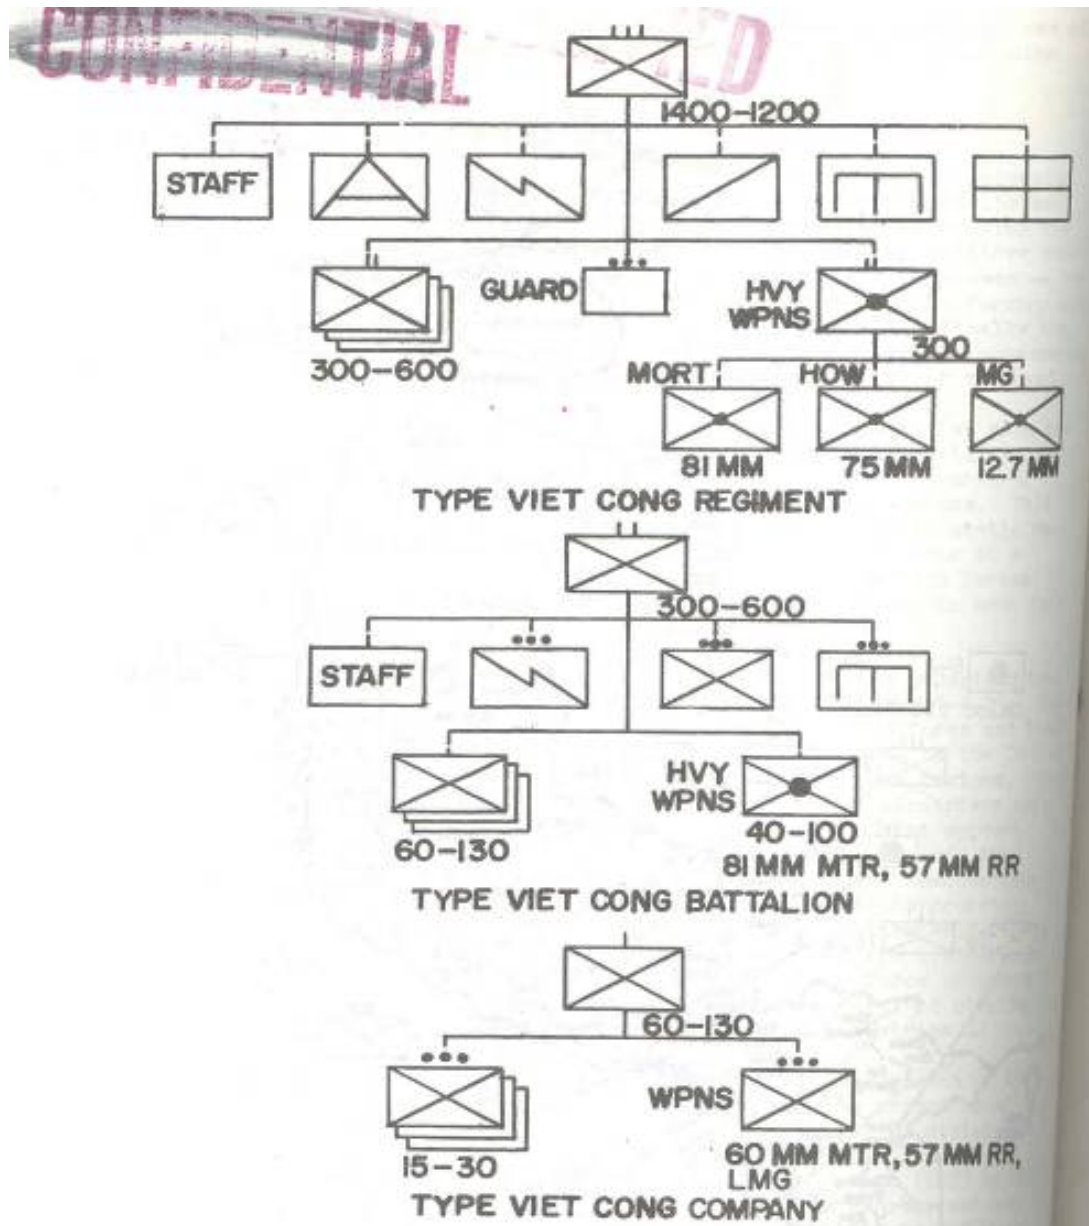 CONFIDENTIAL
1400-1200
STAFF
GUARD
HVY
WPNS
300-600
300
MORT HOW MG
81 MM 75 MM 12.7 MM
TYPE VIET CONG REGIMENT
300-600
STAFF
HVY
WPNS
60-130
40-100
81 MM MTR, 57 MM RR
TYPE VIET CONG BATTALION
60-130
WPNS
15-30
60 MM MTR, 57 MM RR,
LMG
TYPE VIET CONG COMPANY